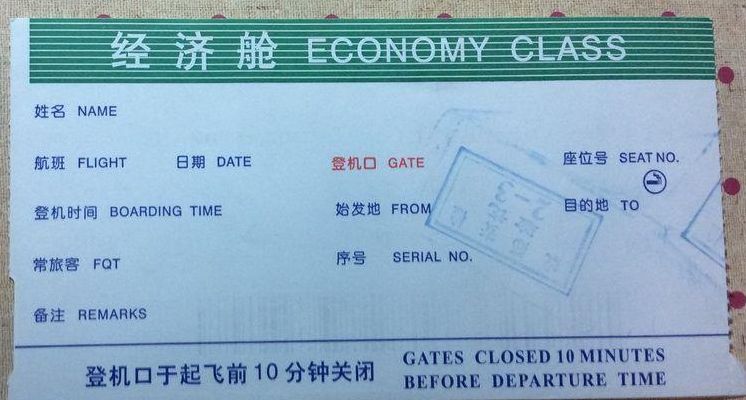 经济舱 ECONOMY CLASS
姓名 NAME
航班 FLIGHT 日期 DATE 登机口 GATE 座位号 SEAT NO.
登机时间 BOARDING TIME 始发地 FROM 目的地 TO
常旅客 FQT 序号 SERIAL NO.
备注 REMARKS
登机口于起飞前10分钟关闭 GATES CLOSED 10 MINUTES
BEFORE DEPARTURE TIME